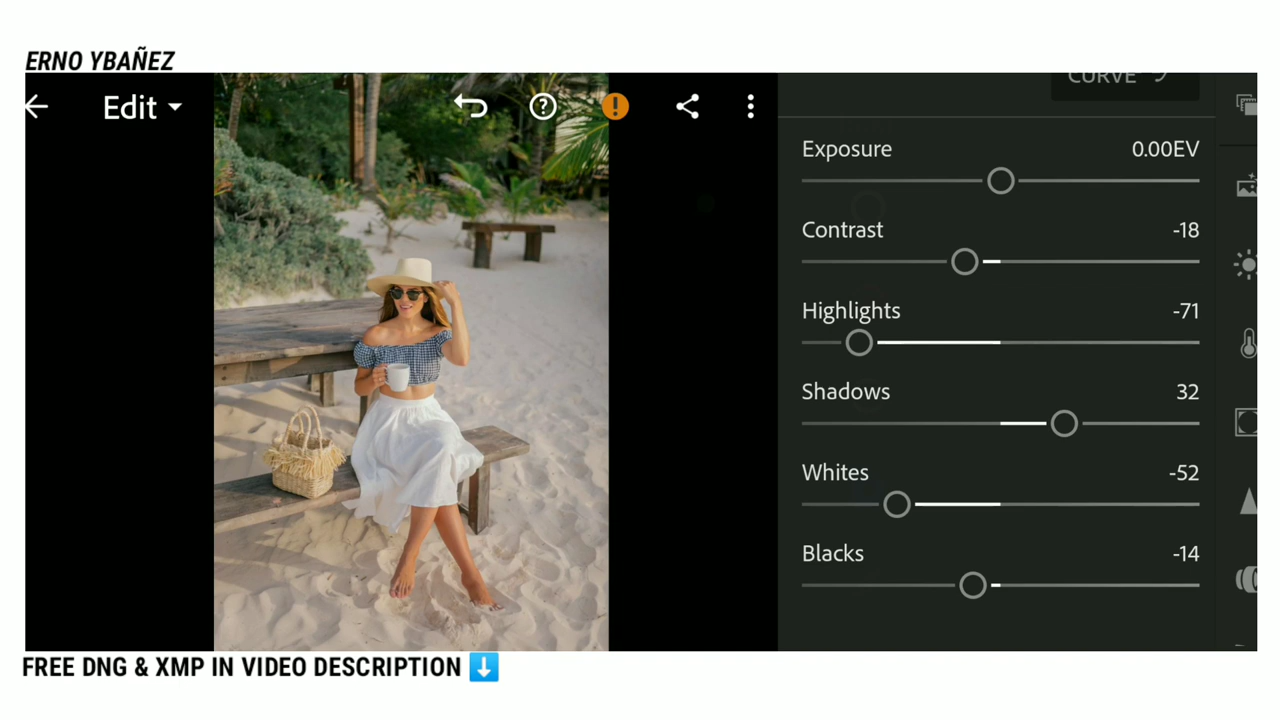 ERNO YBAÑEZ
Edit
CURVE
Exposure 0.00EV
Contrast -18
Highlights -71
Shadows 32
Whites -52
Blacks -14
FREE DNG & XMP IN VIDEO DESCRIPTION